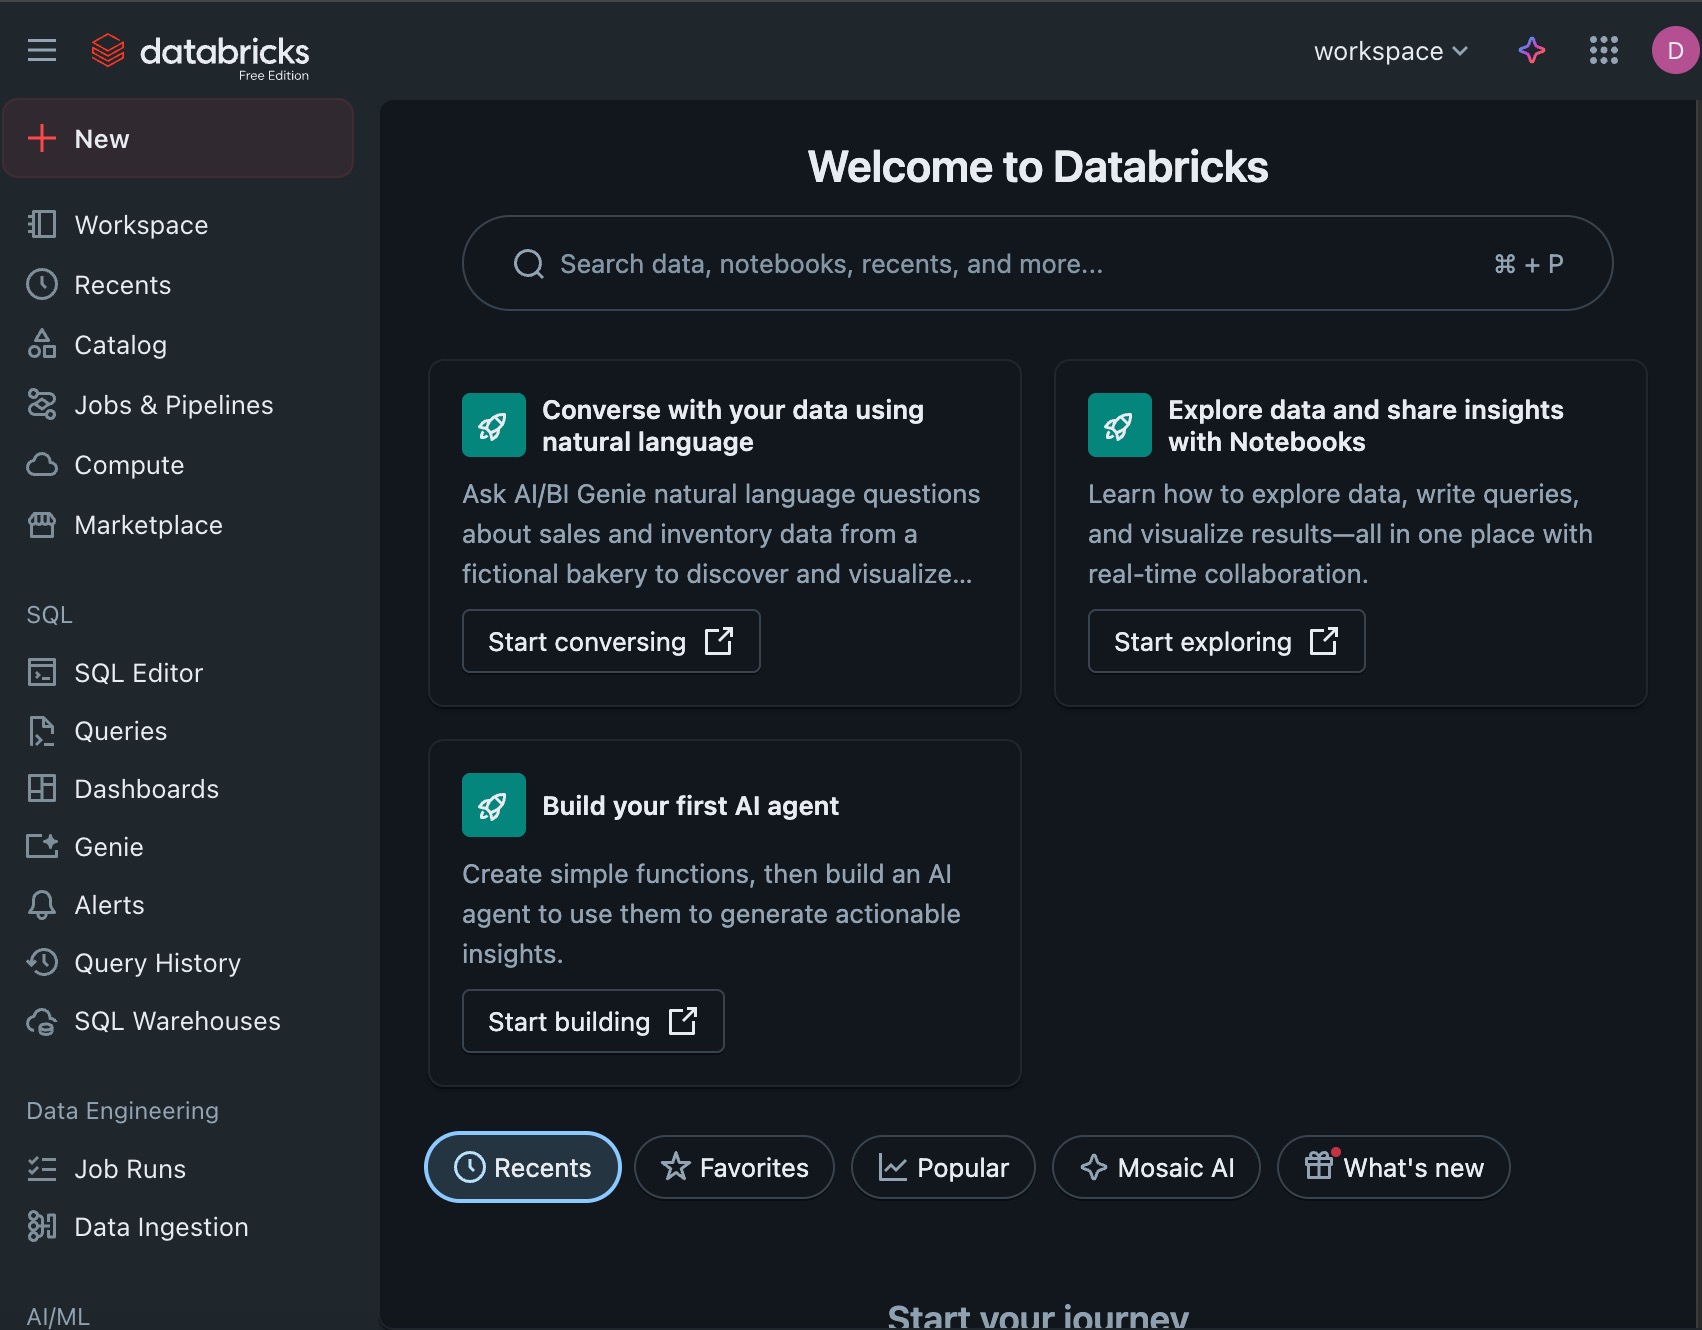 databricks
Free Edition
workspace
D
New
Workspace
Recents
Catalog
Jobs & Pipelines
Compute
Marketplace
SQL
SQL Editor
Queries
Dashboards
Genie
Alerts
Query History
SQL Warehouses
Data Engineering
Job Runs
Data Ingestion
AI/ML
Welcome to Databricks
Search data, notebooks, recents, and more... ⌘ + P
Converse with your data using
natural language
Ask AI/BI Genie natural language questions
about sales and inventory data from a
fictional bakery to discover and visualize...
Start conversing
Explore data and share insights
with Notebooks
Learn how to explore data, write queries,
and visualize results—all in one place with
real-time collaboration.
Start exploring
Build your first AI agent
Create simple functions, then build an AI
agent to use them to generate actionable
insights.
Start building
Recents
Favorites
Popular
Mosaic AI
What's new
Start your journey